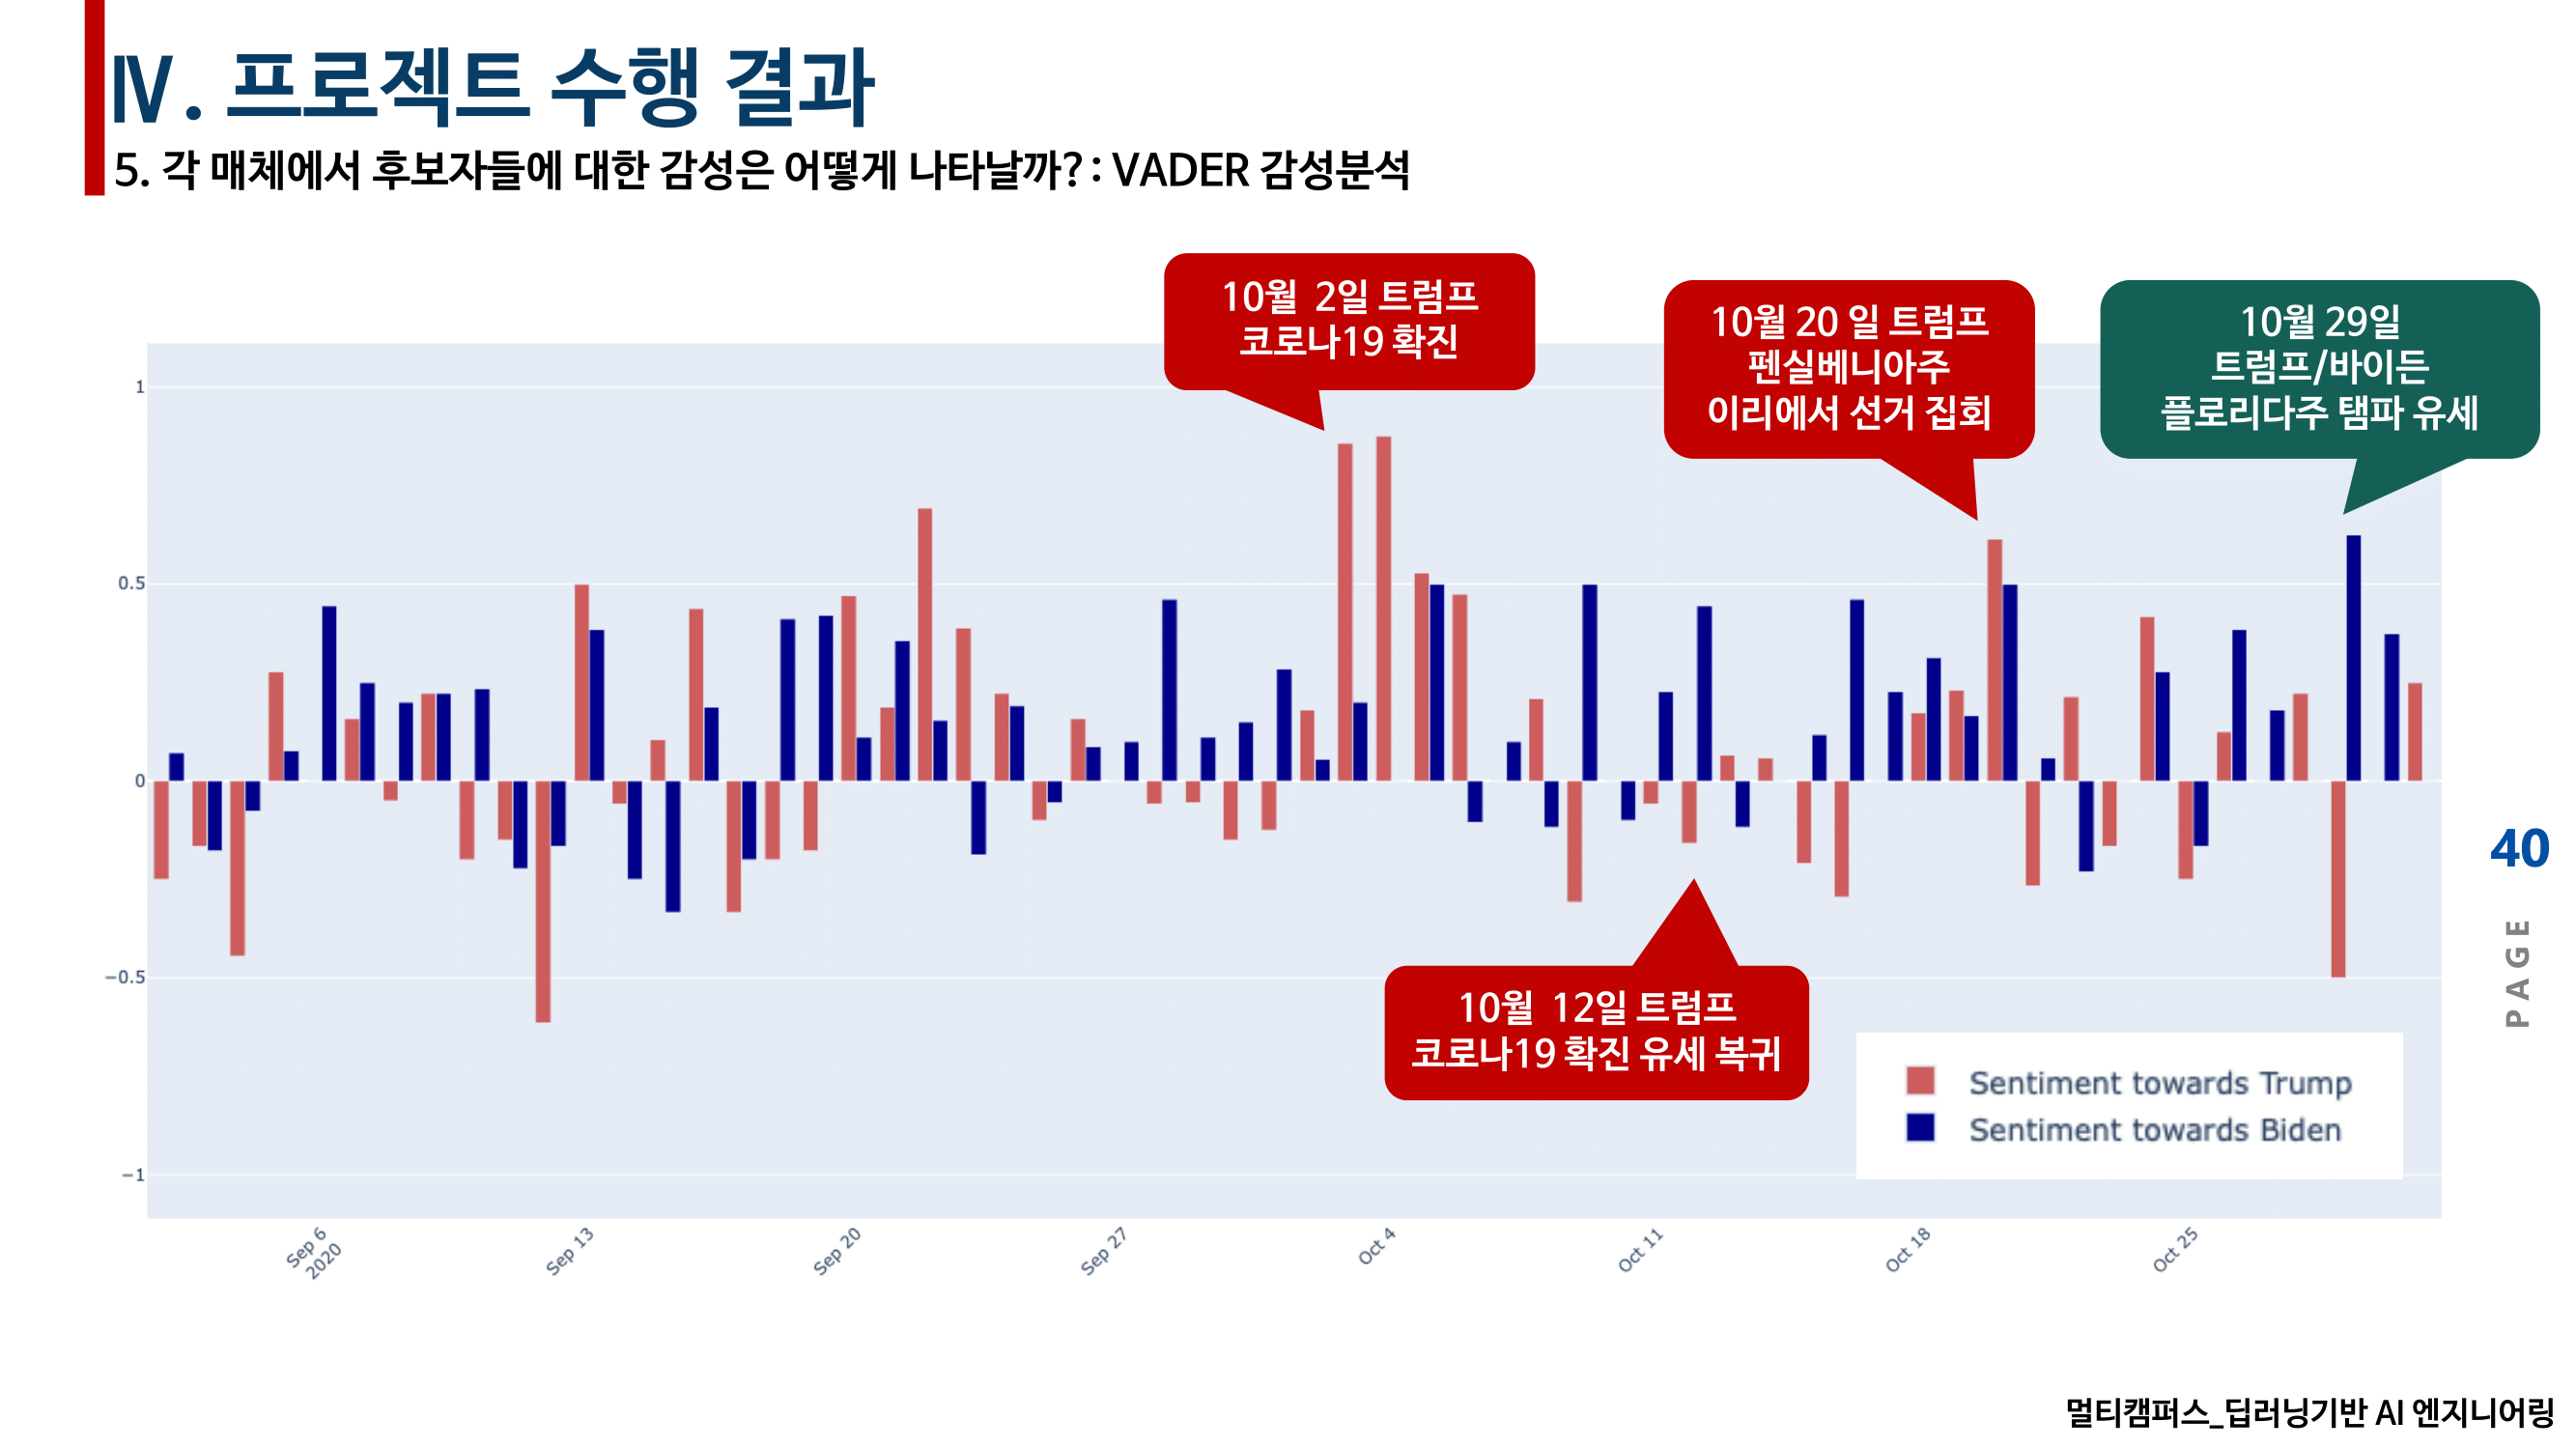 Ⅳ. 프로젝트 수행 결과
5. 각 매체에서 후보자들에 대한 감성은 어떻게 나타날까? : VADER 감성분석
10월 2일 트럼프
코로나19 확진
10월 20 일 트럼프
펜실베니아주
이리에서 선거 집회
10월 29일
트럼프/바이든
플로리다주 탬파 유세
1
0.5
0
−0.5
−1
10월 12일 트럼프
코로나19 확진 유세 복귀
Sentiment towards Trump
Sentiment towards Biden
Sep 6
2020
Sep 13
Sep 20
Sep 27
Oct 4
Oct 11
Oct 18
Oct 25
40
PAGE
멀티캠퍼스_딥러닝기반 AI 엔지니어링